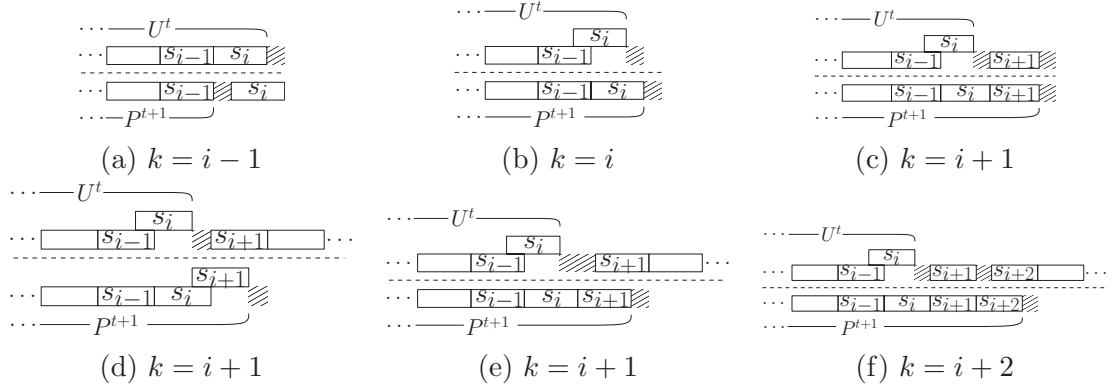 ··· U^t
··· s_{i−1} s_i
··· s_{i−1} s_i
··· P^{t+1}
(a) k = i − 1
··· U^t
s_i
··· s_{i−1}
··· s_{i−1} s_i
··· P^{t+1}
(b) k = i
··· U^t
s_i
··· s_{i−1} s_{i+1}
··· s_{i−1} s_i s_{i+1}
··· P^{t+1}
(c) k = i + 1
··· U^t
s_i
··· s_{i−1} s_{i+1} ···
s_{i+1}
··· s_{i−1} s_i
··· P^{t+1}
(d) k = i + 1
··· U^t
s_i
··· s_{i−1} s_{i+1} ···
··· s_{i−1} s_i s_{i+1}
··· P^{t+1}
(e) k = i + 1
··· U^t
s_i
··· s_{i−1} s_{i+1} s_{i+2} ···
··· s_{i−1} s_i s_{i+1} s_{i+2}
··· P^{t+1}
(f) k = i + 2